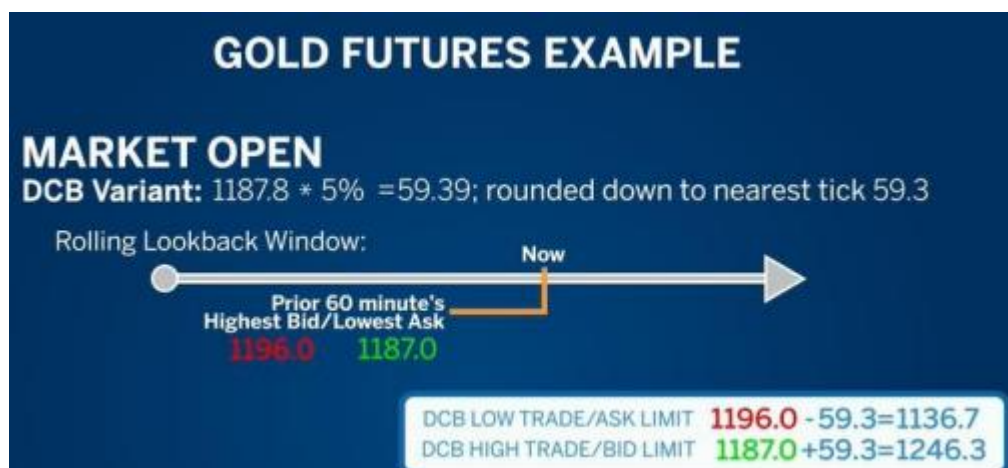 GOLD FUTURES EXAMPLE
MARKET OPEN
DCB Variant: 1187.8 * 5% =59.39; rounded down to nearest tick 59.3
Rolling Lookback Window:
Now
Prior 60 minute's
Highest Bid/Lowest Ask
1196.0 1187.0
DCB LOW TRADE/ASK LIMIT 1196.0 -59.3=1136.7
DCB HIGH TRADE/BID LIMIT 1187.0 +59.3=1246.3